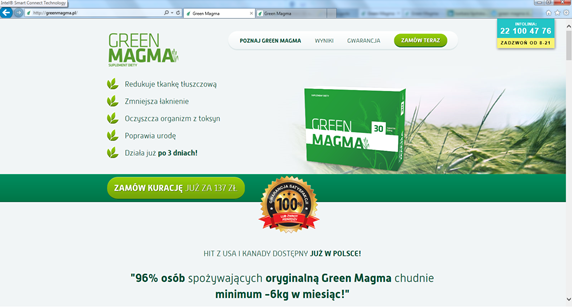 Intel® Smart Connect Technology
http://greenmagma.pl/
Green Magma
Green Magma
INFOLINIA:
22 100 47 76
ZADZWOŃ OD 8-21
GREEN
MAGMA
SUPLEMENT DIETY
POZNAJ GREEN MAGMA
WYNIKI
GWARANCJA
ZAMÓW TERAZ
Redukuje tkankę tłuszczową
Zmniejsza łaknienie
Oczyszcza organizm z toksyn
Poprawia urodę
Działa już po 3 dniach!
GREEN
MAGMA
30
ZAMÓW KURACJĘ JUŻ ZA 137 ZŁ
GWARANCJA SATYSFAKCJI
100%
HIT Z USA I KANADY DOSTĘPNY JUŻ W POLSCE!
"96% osób spożywających oryginalną Green Magma chudnie
minimum -6kg w miesiąc!"